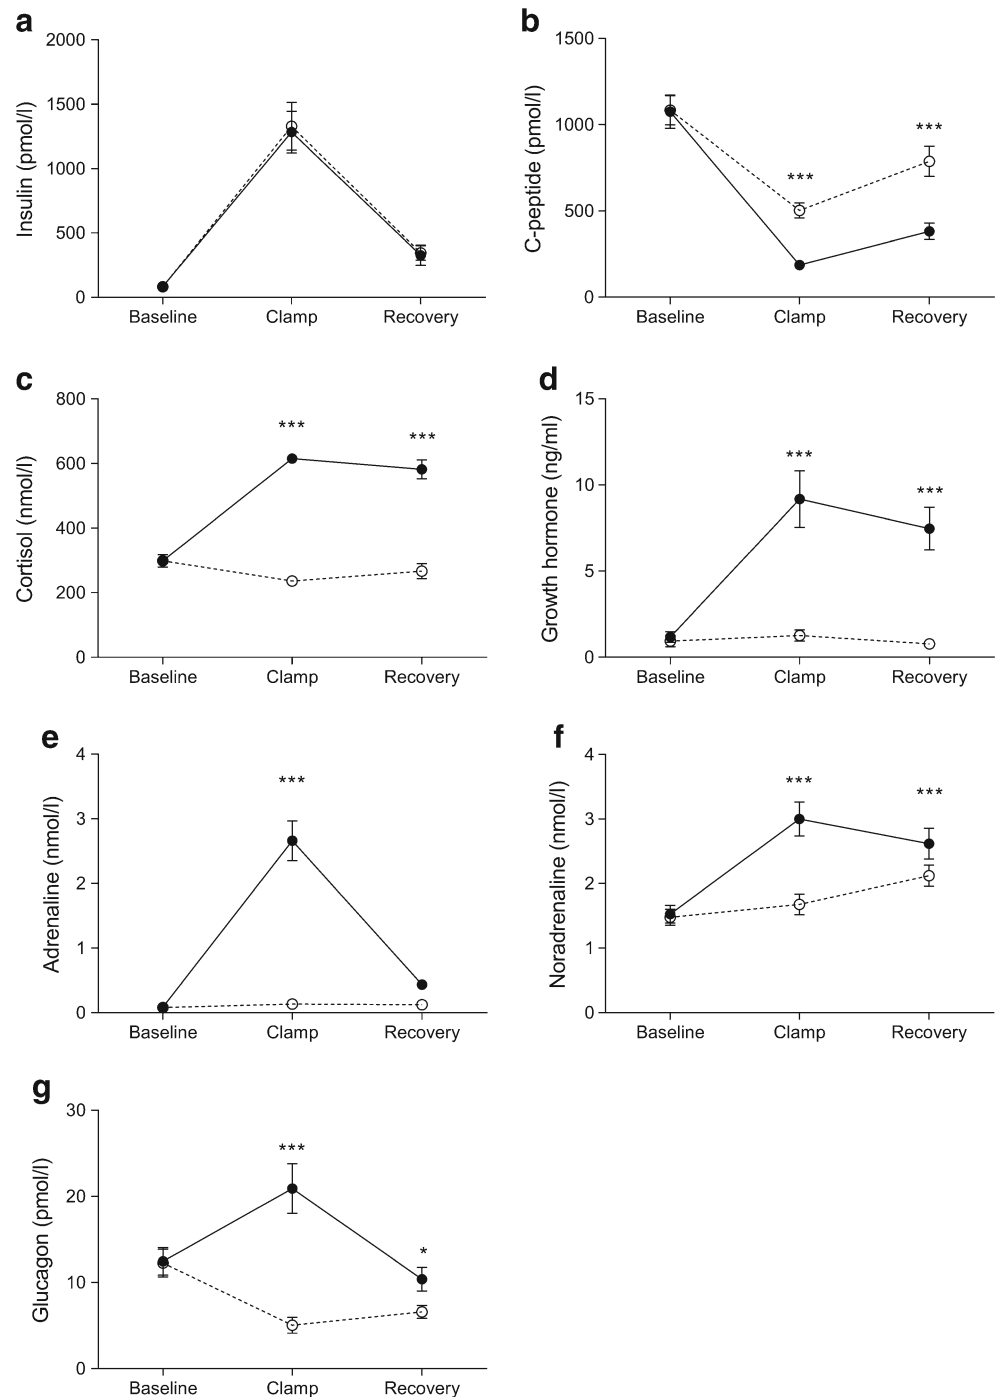 a
2000
1500
1000
500
0
Insulin (pmol/l)
Baseline Clamp Recovery
b
1500
1000
500
0
C-peptide (pmol/l)
***
***
Baseline Clamp Recovery
c
800
600
400
200
0
Cortisol (nmol/l)
***
***
Baseline Clamp Recovery
d
15
10
5
0
Growth hormone (ng/ml)
***
***
Baseline Clamp Recovery
e
4
3
2
1
0
Adrenaline (nmol/l)
***
Baseline Clamp Recovery
f
4
3
2
1
0
Noradrenaline (nmol/l)
***
***
Baseline Clamp Recovery
g
30
20
10
0
Glucagon (pmol/l)
***
*
Baseline Clamp Recovery